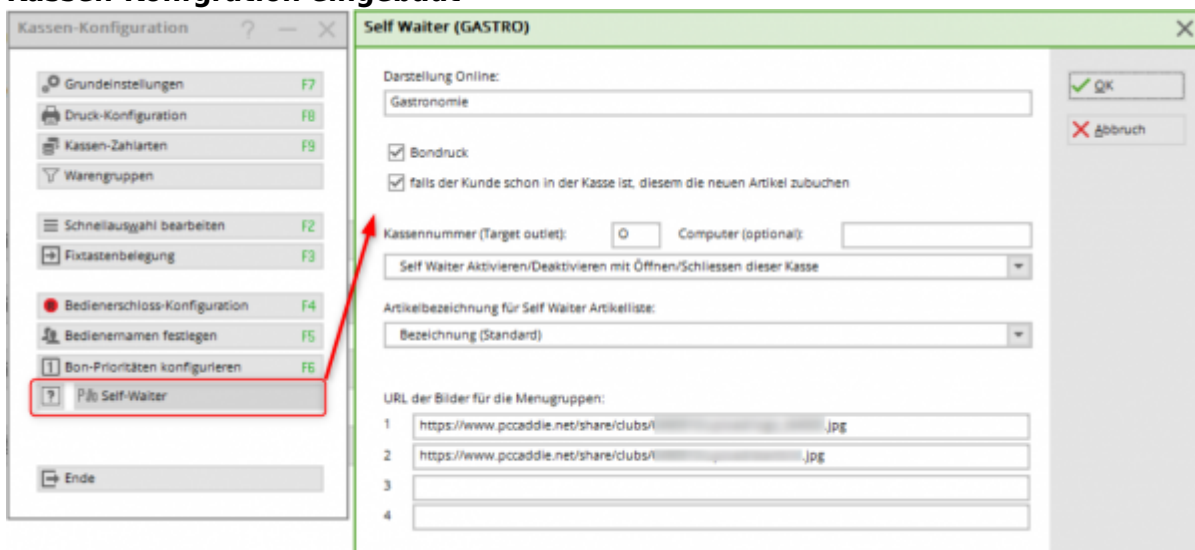 Kassen-Konfiguration ? — ×
Grundeinstellungen F7
Druck-Konfiguration F8
Kassen-Zahlarten F9
Warengruppen
Schnellauswahl bearbeiten F2
Fixtastenbelegung F3
Bedienerschloss-Konfiguration F4
Bedienernamen festlegen F5
1 Bon-Prioritäten konfigurieren F6
? Self-Waiter
Ende
Self Waiter (GASTRO) ×
Darstellung Online:
Gastronomie
Bondruck
falls der Kunde schon in der Kasse ist, diesem die neuen Artikel zubuchen
Kassennummer (Target outlet): Computer (optional):
Self Waiter Aktivieren/Deaktivieren mit Öffnen/Schliessen dieser Kasse
Artikelbezeichnung für Self Waiter Artikelliste:
Bezeichnung (Standard)
URL der Bilder für die Menugruppen:
1 https://www.pccaddie.net/share/clubs/ .jpg
2 https://www.pccaddie.net/share/clubs/ .jpg
3
4
OK
Abbruch